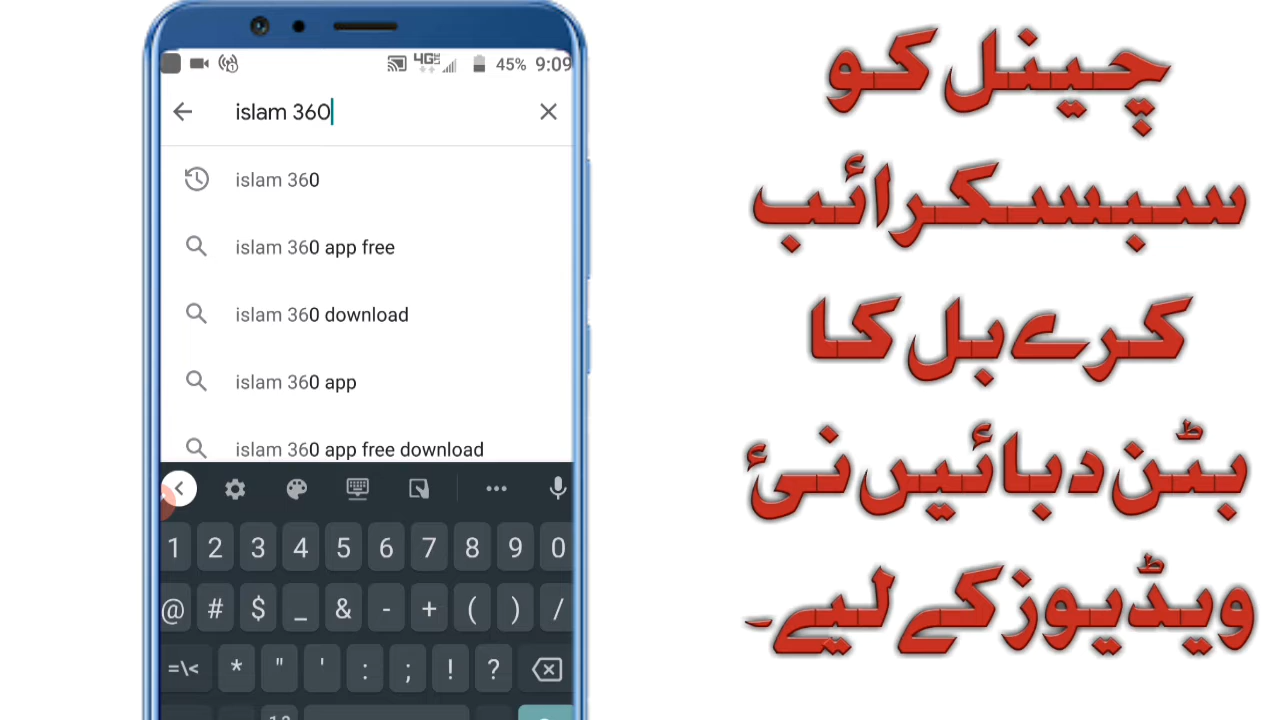 45% 9:09
islam 360
islam 360
islam 360 app free
islam 360 download
islam 360 app
islam 360 app free download
1 2 3 4 5 6 7 8 9 0
@ # $ _ & - + ( ) /
=\< * " ' : ; ! ?
چینل کو
سبسکرائب
کرے بل کا
بٹن دبائیں نئ
ویڈیوز کے لیے۔